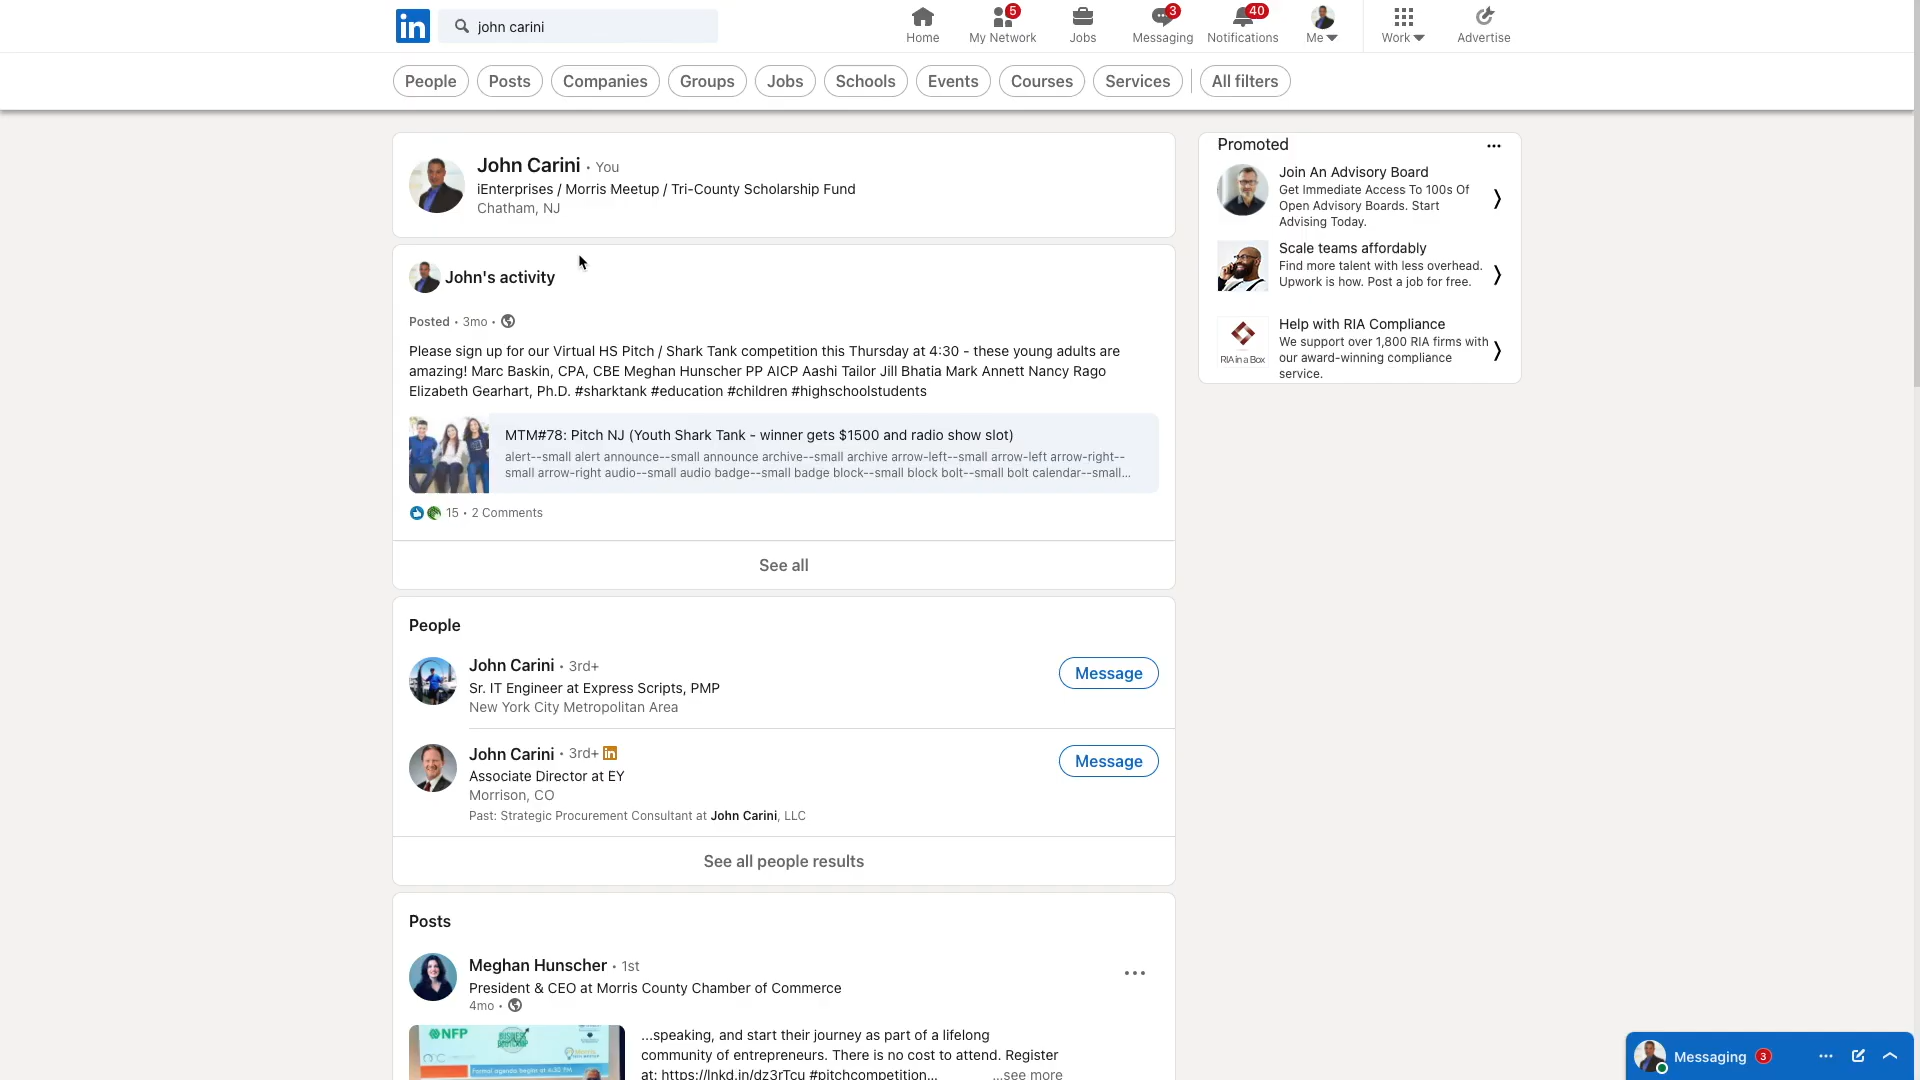 in
john carini
Home
5
My Network
Jobs
3
Messaging
40
Notifications
Me
Work
Advertise
People
Posts
Companies
Groups
Jobs
Schools
Events
Courses
Services
All filters
John Carini • You
iEnterprises / Morris Meetup / Tri-County Scholarship Fund
Chatham, NJ
John's activity
Posted • 3mo •
Please sign up for our Virtual HS Pitch / Shark Tank competition this Thursday at 4:30 - these young adults are
amazing! Marc Baskin, CPA, CBE Meghan Hunscher PP AICP Aashi Tailor Jill Bhatia Mark Annett Nancy Rago
Elizabeth Gearhart, Ph.D. #sharktank #education #children #highschoolstudents
MTM#78: Pitch NJ (Youth Shark Tank - winner gets $1500 and radio show slot)
alert--small alert announce--small announce archive--small archive arrow-left--small arrow-left arrow-right--
small arrow-right audio--small audio badge--small badge block--small block bolt--small bolt calendar--small...
15 • 2 Comments
See all
People
John Carini • 3rd+
Sr. IT Engineer at Express Scripts, PMP
New York City Metropolitan Area
Message
John Carini • 3rd+ in
Associate Director at EY
Morrison, CO
Past: Strategic Procurement Consultant at John Carini, LLC
Message
See all people results
Posts
Meghan Hunscher • 1st
President & CEO at Morris County Chamber of Commerce
4mo •
NFP
BUSINESS
BOOTCAMP
Formal agenda begins at 6:30 PM
...speaking, and start their journey as part of a lifelong
community of entrepreneurs. There is no cost to attend. Register
at: https://lnkd.in/dz3rTcu #pitchcompetition... ...see more
Promoted
Join An Advisory Board
Get Immediate Access To 100s Of
Open Advisory Boards. Start
Advising Today.
Scale teams affordably
Find more talent with less overhead.
Upwork is how. Post a job for free.
RIA in a Box
Help with RIA Compliance
We support over 1,800 RIA firms with
our award-winning compliance
service.
Messaging 3